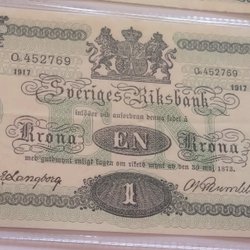 O.452769 O.452769
1917 1917
Sveriges Riksbank
inlöser vid anfordran denna sedel å
Krona EN Krona
med guldmynt enligt lagen om rikets mynt af den 30 maj 1873.
1